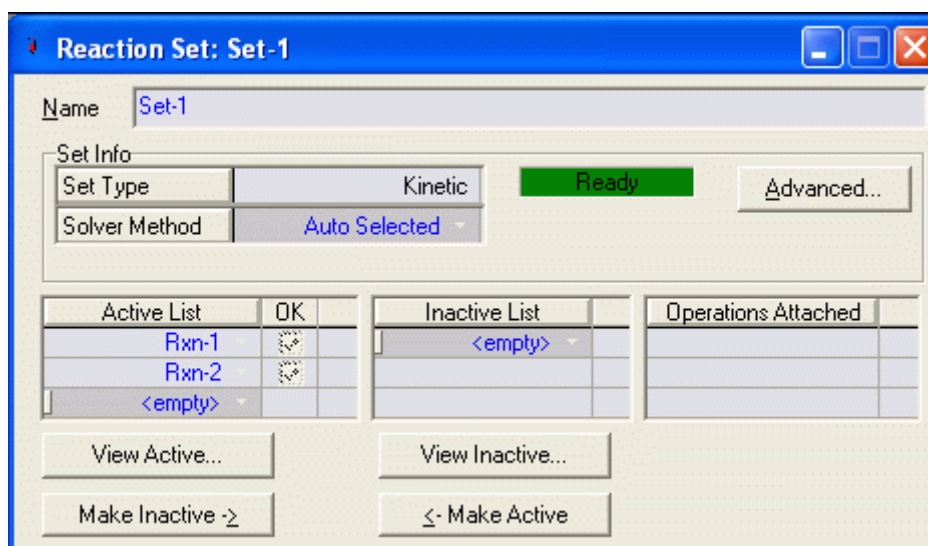 Reaction Set: Set-1
Name Set-1
Set Info
Set Type Kinetic Ready Advanced...
Solver Method Auto Selected
Active List OK Inactive List Operations Attached
Rxn-1 <empty>
Rxn-2
<empty>
View Active... View Inactive...
Make Inactive -> <- Make Active